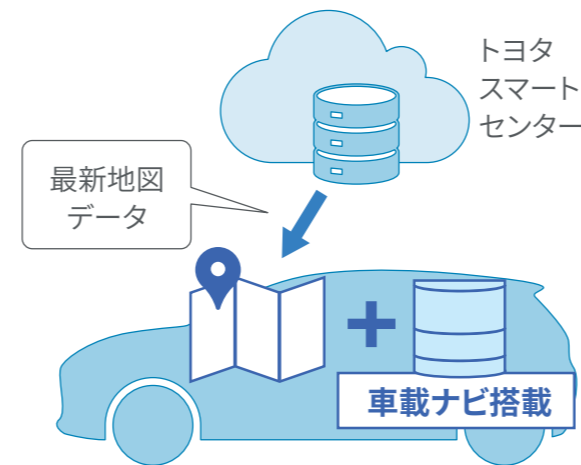 トヨタ
スマート
センター
最新地図
データ
車載ナビ搭載